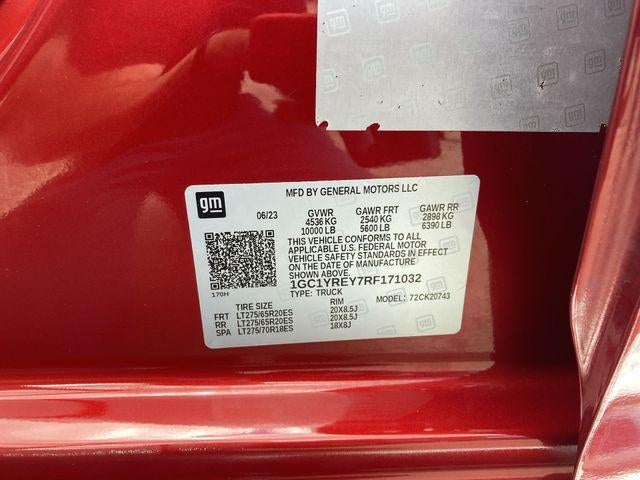 gm
MFD BY GENERAL MOTORS LLC
06/23 GVWR GAWR FRT GAWR RR
4536 KG 2540 KG 2898 KG
10000 LB 5600 LB 6390 LB
THIS VEHICLE CONFORMS TO ALL
APPLICABLE U.S. FEDERAL MOTOR
VEHICLE SAFETY STANDARDS IN EFFECT
ON THE DATE OF MANUFACTURE
SHOWN ABOVE.
1GC1YREY7RF171032
170H TYPE: TRUCK MODEL: 72CK20743
TIRE SIZE RIM
FRT LT275/65R20ES 20X8.5J
RR LT275/65R20ES 20X8.5J
SPA LT275/70R18ES 18X8J